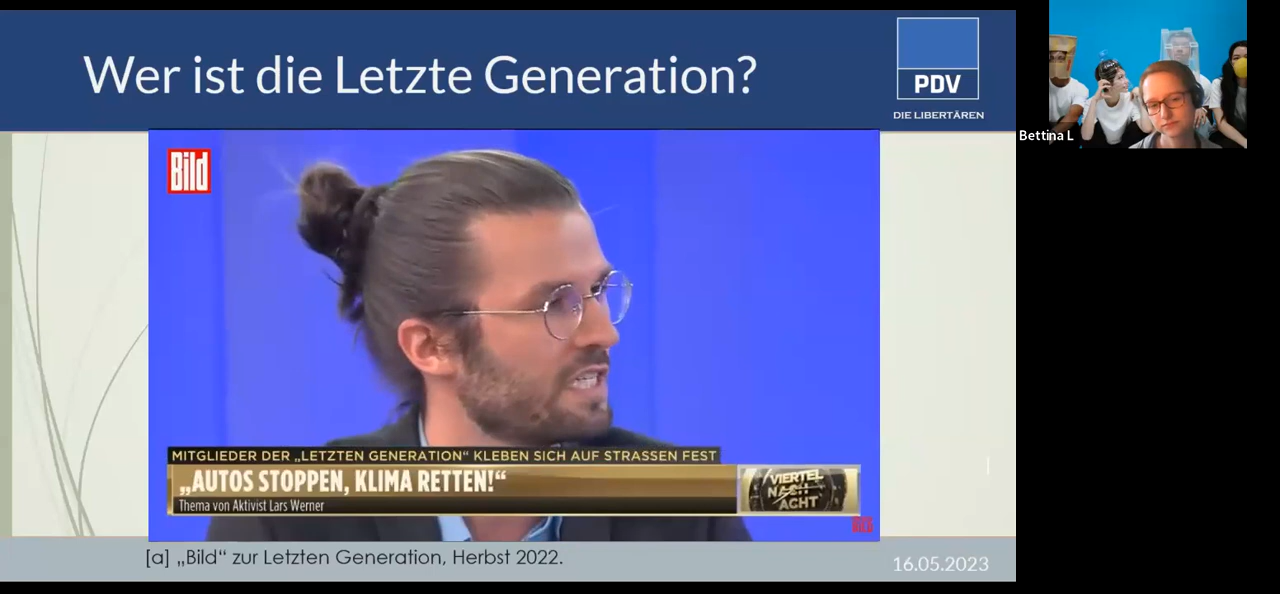 Wer ist die Letzte Generation?
PDV
DIE LIBERTÄREN
Bettina L
Bild
MITGLIEDER DER „LETZTEN GENERATION“ KLEBEN SICH AUF STRASSEN FEST
„AUTOS STOPPEN, KLIMA RETTEN!“
Thema von Aktivist Lars Werner
VIERTEL
NACH
ACHT
Bild
[a] „Bild“ zur Letzten Generation, Herbst 2022.
16.05.2023